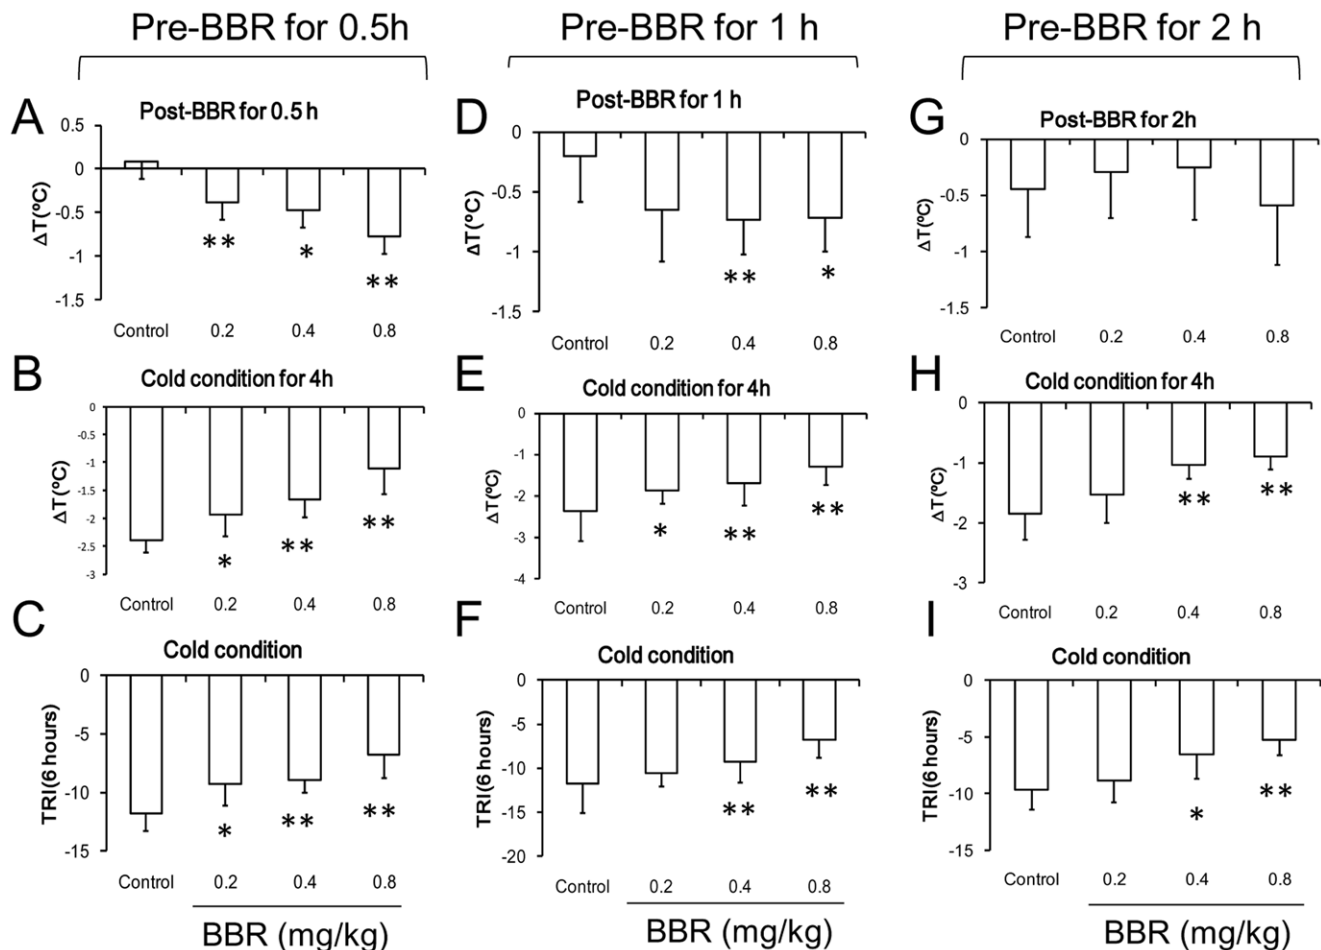 Pre-BBR for 0.5h
Pre-BBR for 1 h
Pre-BBR for 2 h
A
Post-BBR for 0.5 h
ΔT(ºC)
0.5
0
-0.5
-1
-1.5
Control 0.2 0.4 0.8
**
*
**
D
Post-BBR for 1 h
ΔT(ºC)
0
-0.5
-1
-1.5
Control 0.2 0.4 0.8
**
*
G
Post-BBR for 2h
ΔT(ºC)
0
-0.5
-1
-1.5
Control 0.2 0.4 0.8
B
Cold condition for 4h
ΔT(ºC)
0
-0.5
-1
-1.5
-2
-2.5
-3
Control 0.2 0.4 0.8
*
**
**
E
Cold condition for 4h
ΔT(ºC)
0
-1
-2
-3
-4
Control 0.2 0.4 0.8
*
**
**
H
Cold condition for 4h
ΔT(ºC)
0
-1
-2
-3
Control 0.2 0.4 0.8
**
**
C
Cold condition
TRI(6 hours)
0
-5
-10
-15
Control 0.2 0.4 0.8
*
**
**
BBR (mg/kg)
F
Cold condition
TRI(6 hours)
0
-5
-10
-15
-20
Control 0.2 0.4 0.8
**
**
BBR (mg/kg)
I
Cold condition
TRI(6 hours)
0
-5
-10
-15
Control 0.2 0.4 0.8
*
**
BBR (mg/kg)